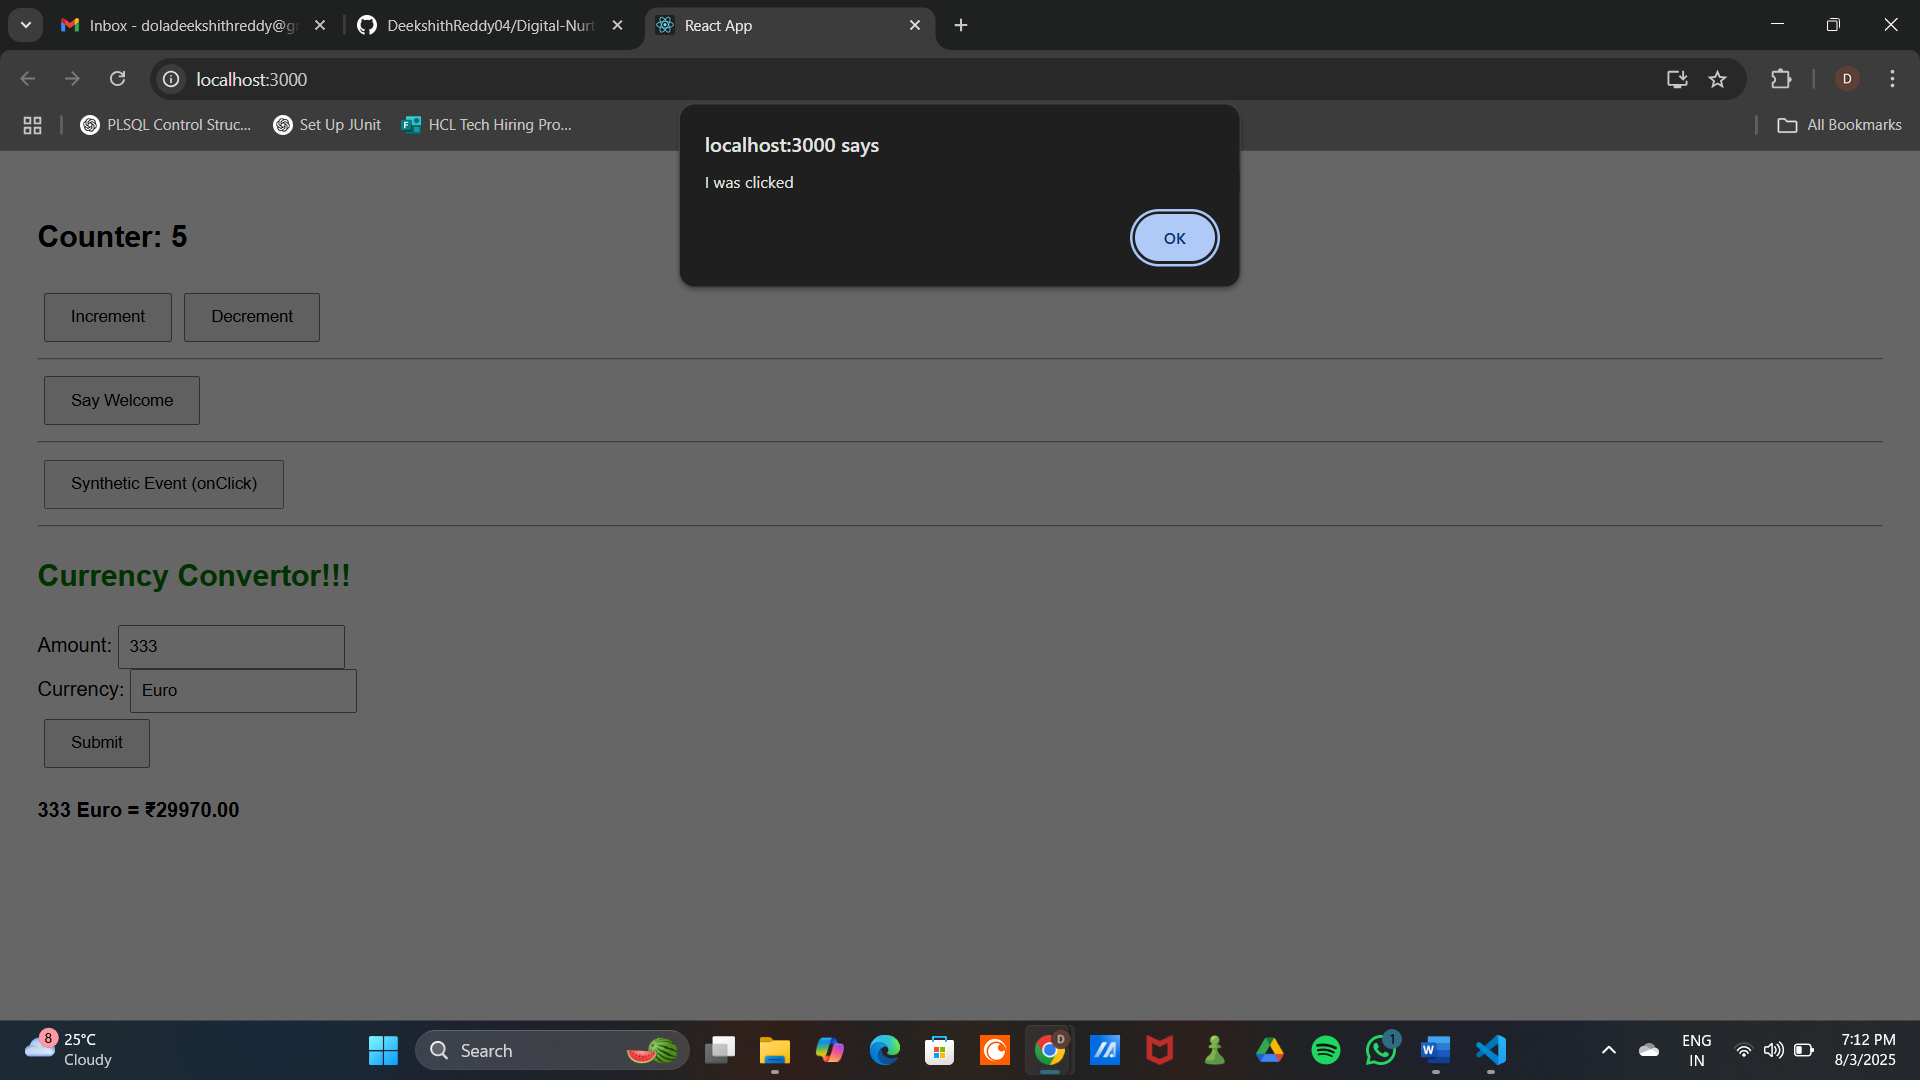 Inbox - doladeekshithreddy@g
DeekshithReddy04/Digital-Nurt
React App
localhost:3000
D
PLSQL Control Struc...
Set Up JUnit
HCL Tech Hiring Pro...
All Bookmarks
localhost:3000 says
I was clicked
OK
Counter: 5
Increment
Decrement
Say Welcome
Synthetic Event (onClick)
Currency Convertor!!!
Amount: 333
Currency: Euro
Submit
333 Euro = ₹29970.00
8
25°C
Cloudy
Search
D
1
W
ENG
IN
7:12 PM
8/3/2025